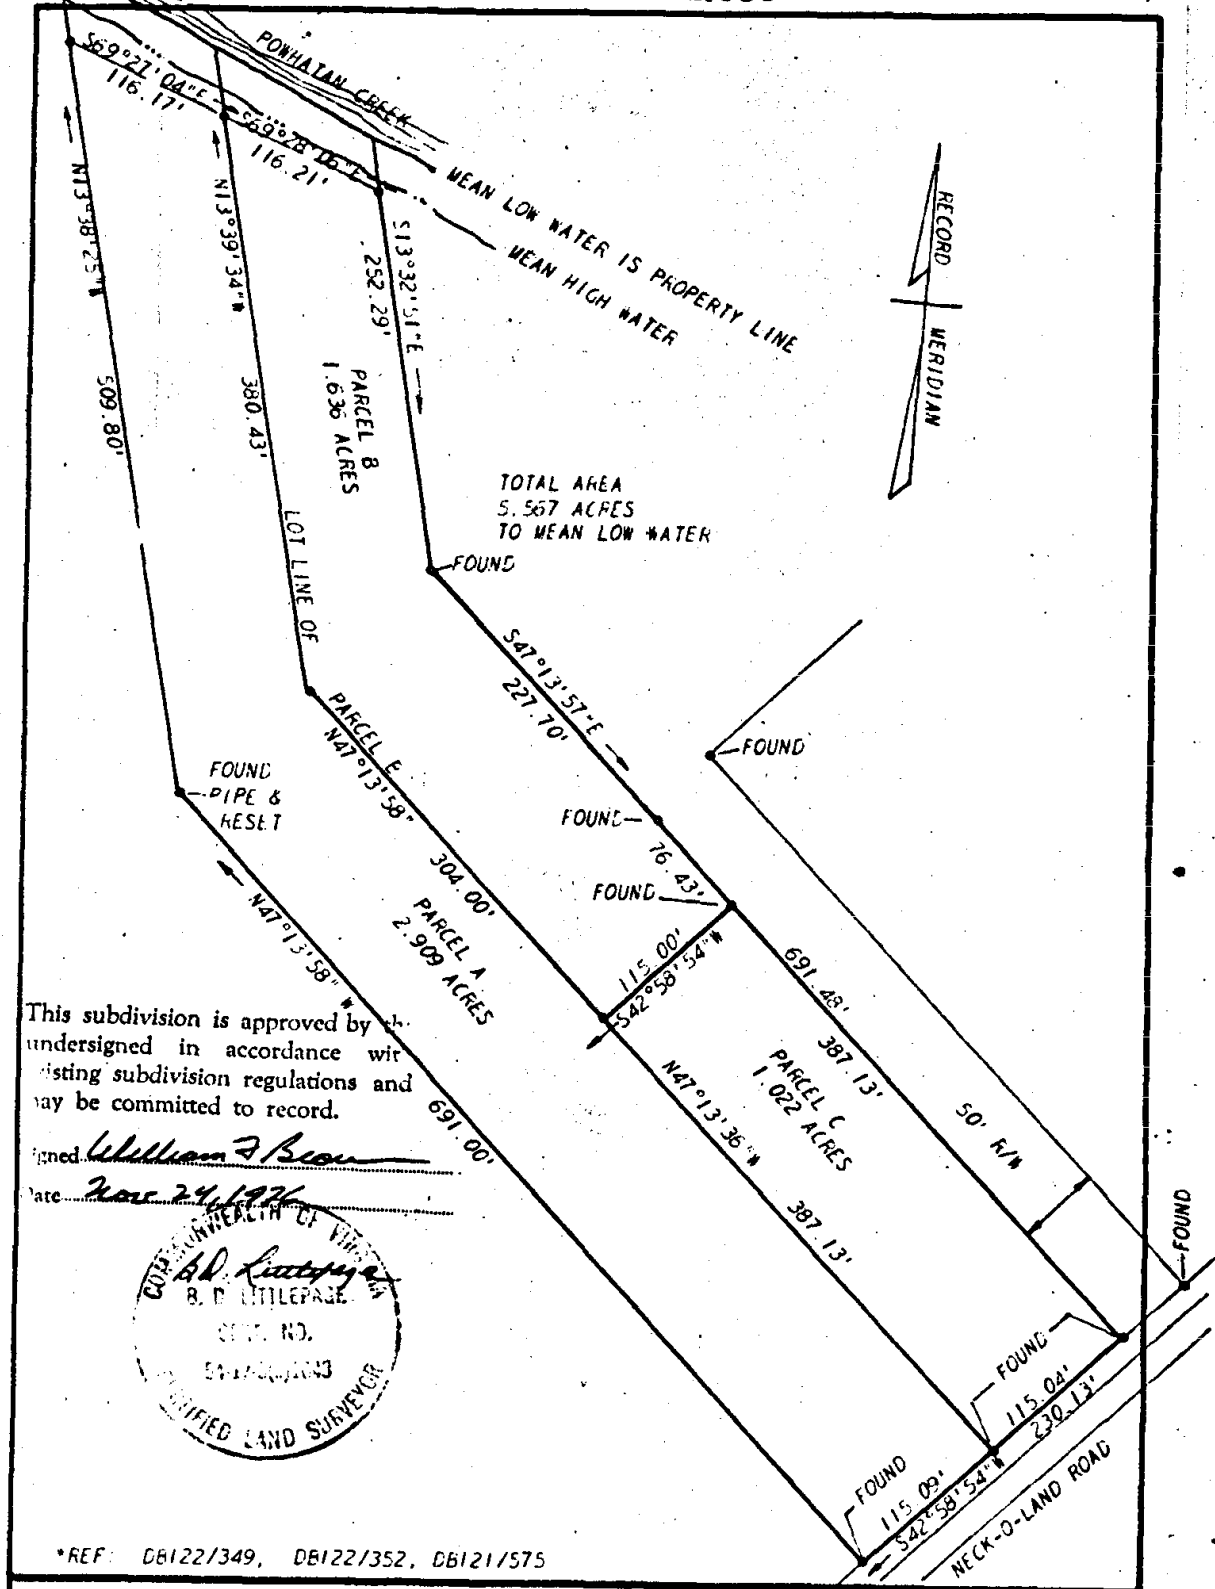 POWHATAN CREEK
S69°27'04"E
116.17'
S69°28'06"E
116.21'
MEAN LOW WATER IS PROPERTY LINE
MEAN HIGH WATER
RECORD MERIDIAN
N13°38'25"W
509.80'
N13°39'34"W
380.43'
LOT LINE OF
PARCEL E
S13°32'51"E
252.29'
PARCEL B
1.636 ACRES
TOTAL AREA
5.567 ACRES
TO MEAN LOW WATER
FOUND
S47°13'57"E
227.70'
FOUND
FOUND
PIPE &
RESET
N47°13'58"
304.00'
FOUND
76.43'
FOUND
N47°13'58"W
691.00'
PARCEL A
2.909 ACRES
115.00'
S42°58'54"W
691.48'
387.13'
PARCEL C
1.022 ACRES
N47°13'36"W
387.13'
50' R/W
FOUND
FOUND
115.04'
230.13'
FOUND
115.09'
S42°58'54"W
NECK-O-LAND ROAD
This subdivision is approved by
undersigned in accordance
subdivision regulations and
may be committed to record.
William F Brown
Nov 24, 1976
COMMONWEALTH OF VIRGINIA
B. D. Littlepage
B. D. LITTLEPAGE
CERT. NO.
CERTIFIED LAND SURVEYOR
*REF: DB122/349, DB122/352, DB121/575